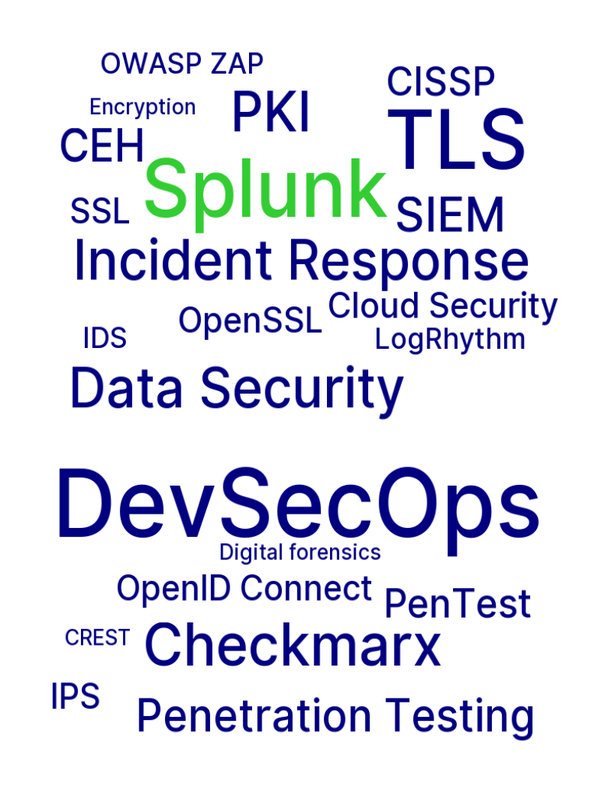 OWASP ZAP
CISSP
Encryption
PKI
TLS
CEH
Splunk
SSL
SIEM
Incident Response
Cloud Security
OpenSSL
IDS
LogRhythm
Data Security
DevSecOps
Digital forensics
OpenID Connect
PenTest
CREST
Checkmarx
IPS
Penetration Testing